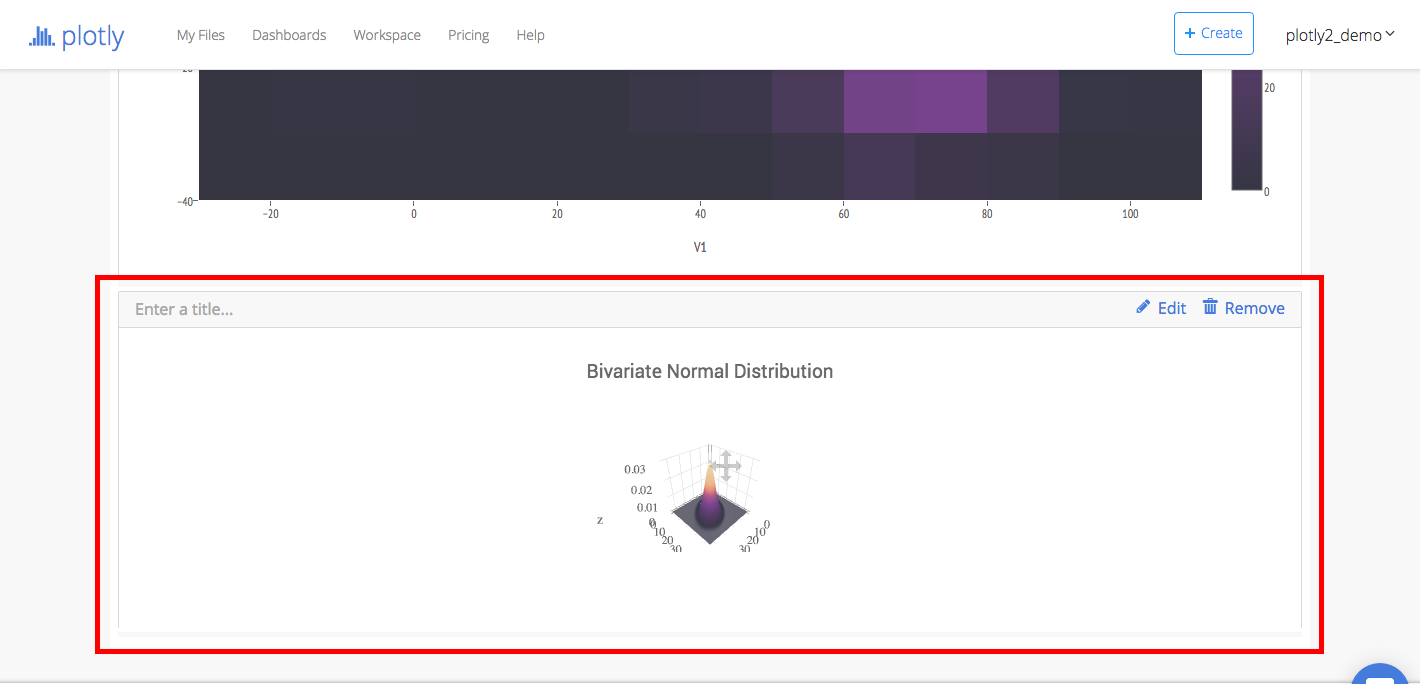 plotly My Files Dashboards Workspace Pricing Help + Create plotly2_demo
20
0
−40
−20 0 20 40 60 80 100
V1
Enter a title... Edit Remove
Bivariate Normal Distribution
0.03
0.02
0.01
z
0 0 0
10 10
20 20
30 30